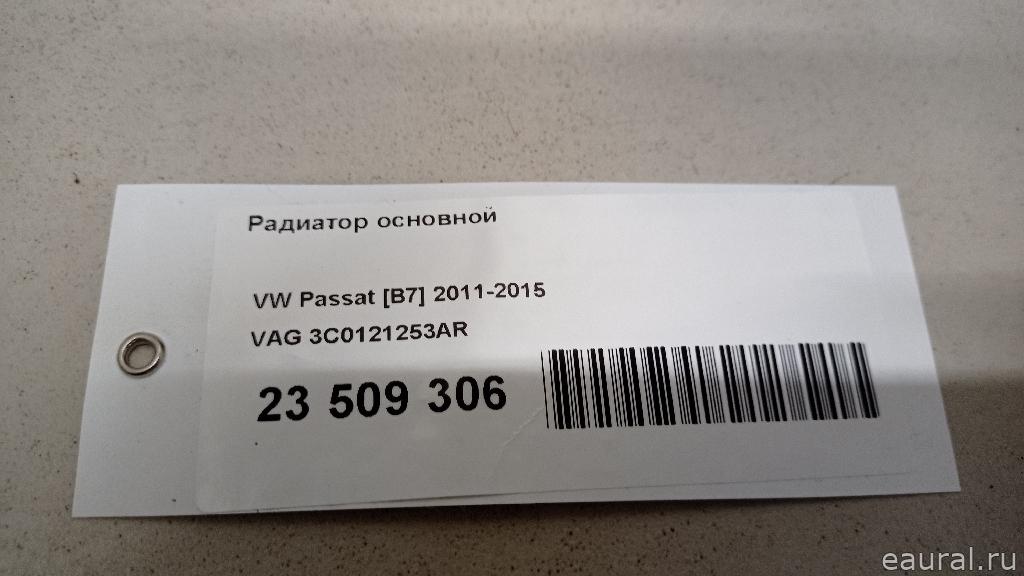 Радиатор основной
VW Passat [B7] 2011-2015
VAG 3C0121253AR
23 509 306
eaural.ru